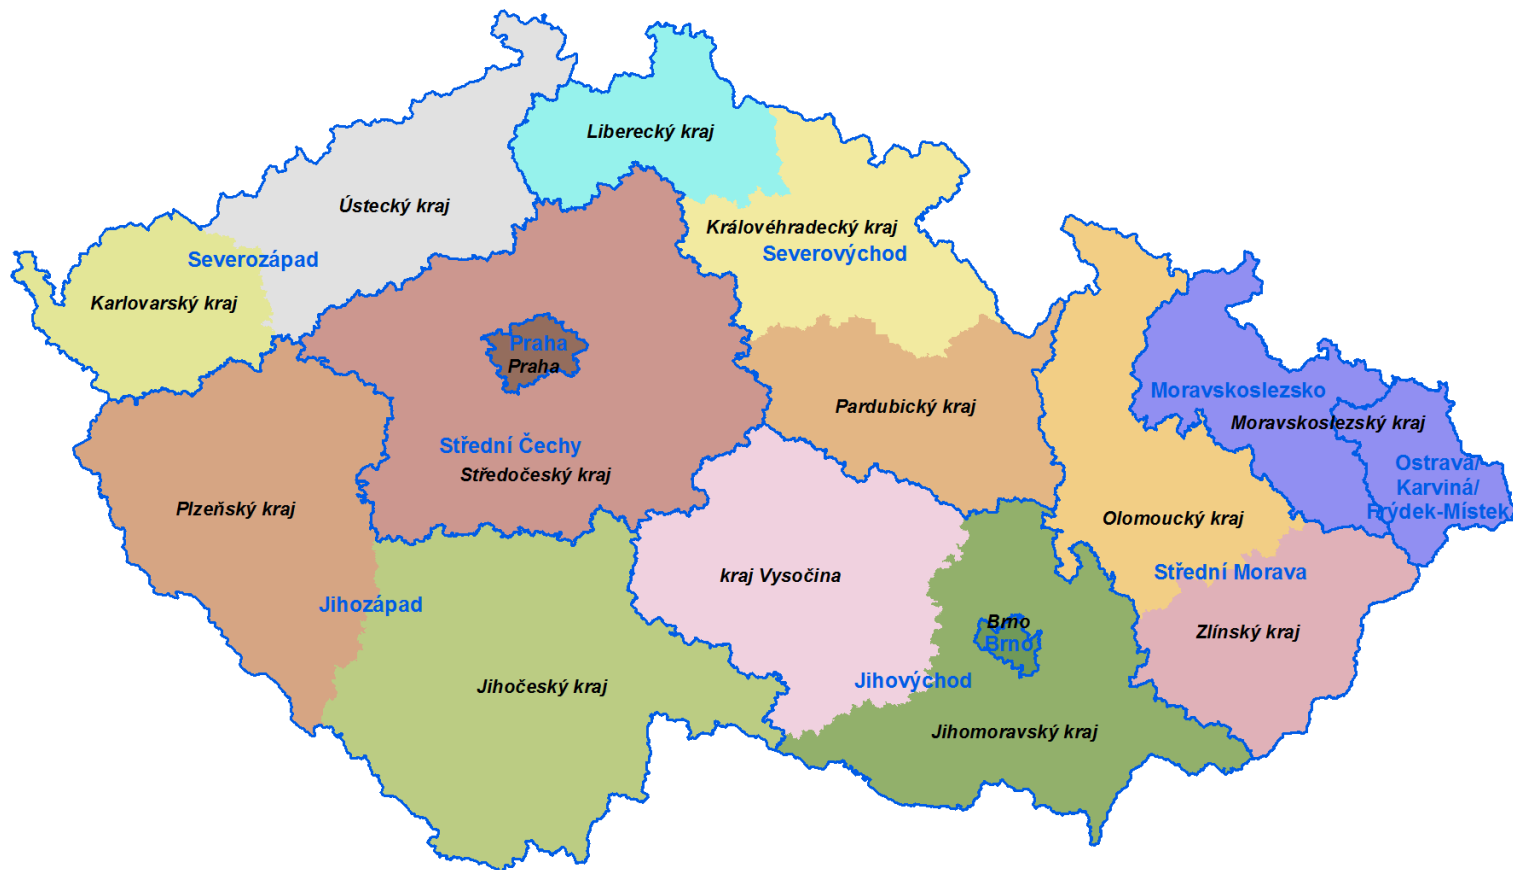 Liberecký kraj
Ústecký kraj
Královéhradecký kraj
Severovýchod
Severozápad
Karlovarský kraj
Praha
Praha
Moravskoslezsko
Pardubický kraj
Moravskoslezský kraj
Střední Čechy
Středočeský kraj
Ostrava/
Karviná/
Frýdek-Místek
Plzeňský kraj
Olomoucký kraj
kraj Vysočina
Střední Morava
Jihozápad
Brno
Brno
Zlínský kraj
Jihočeský kraj
Jihovýchod
Jihomoravský kraj